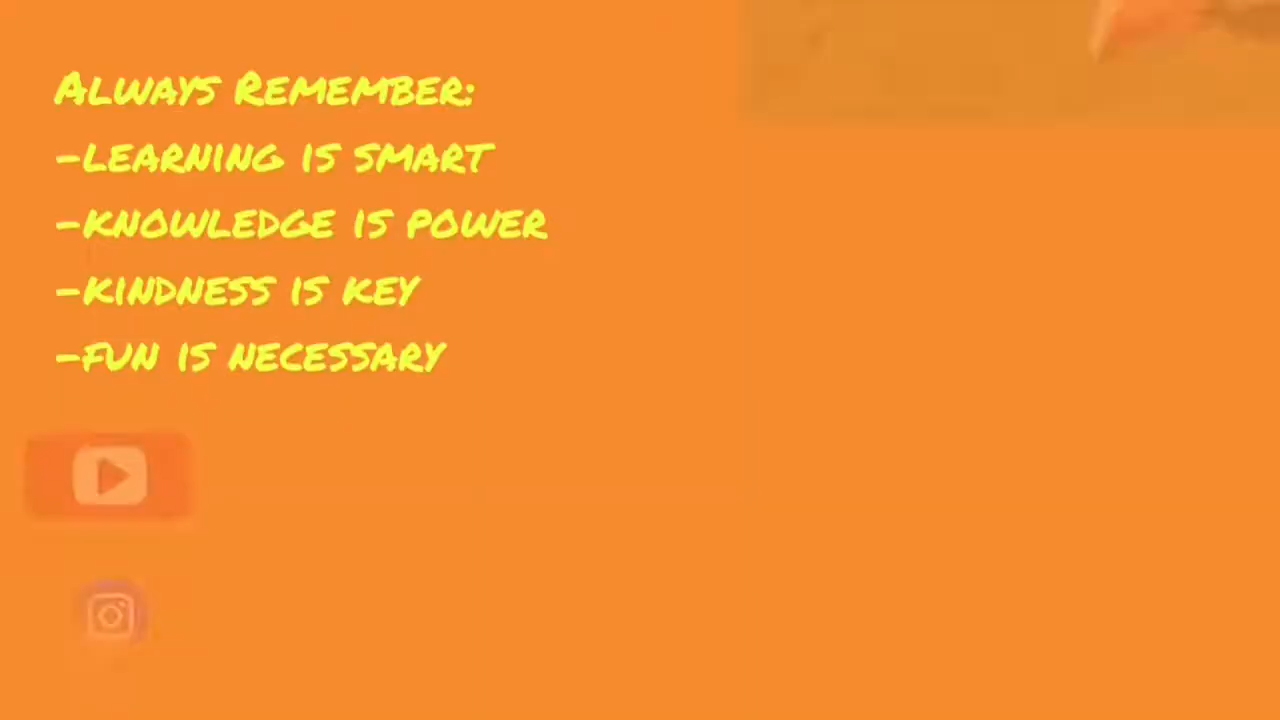 Always Remember:
-learning is smart
-knowledge is power
-kindness is key
-fun is necessary